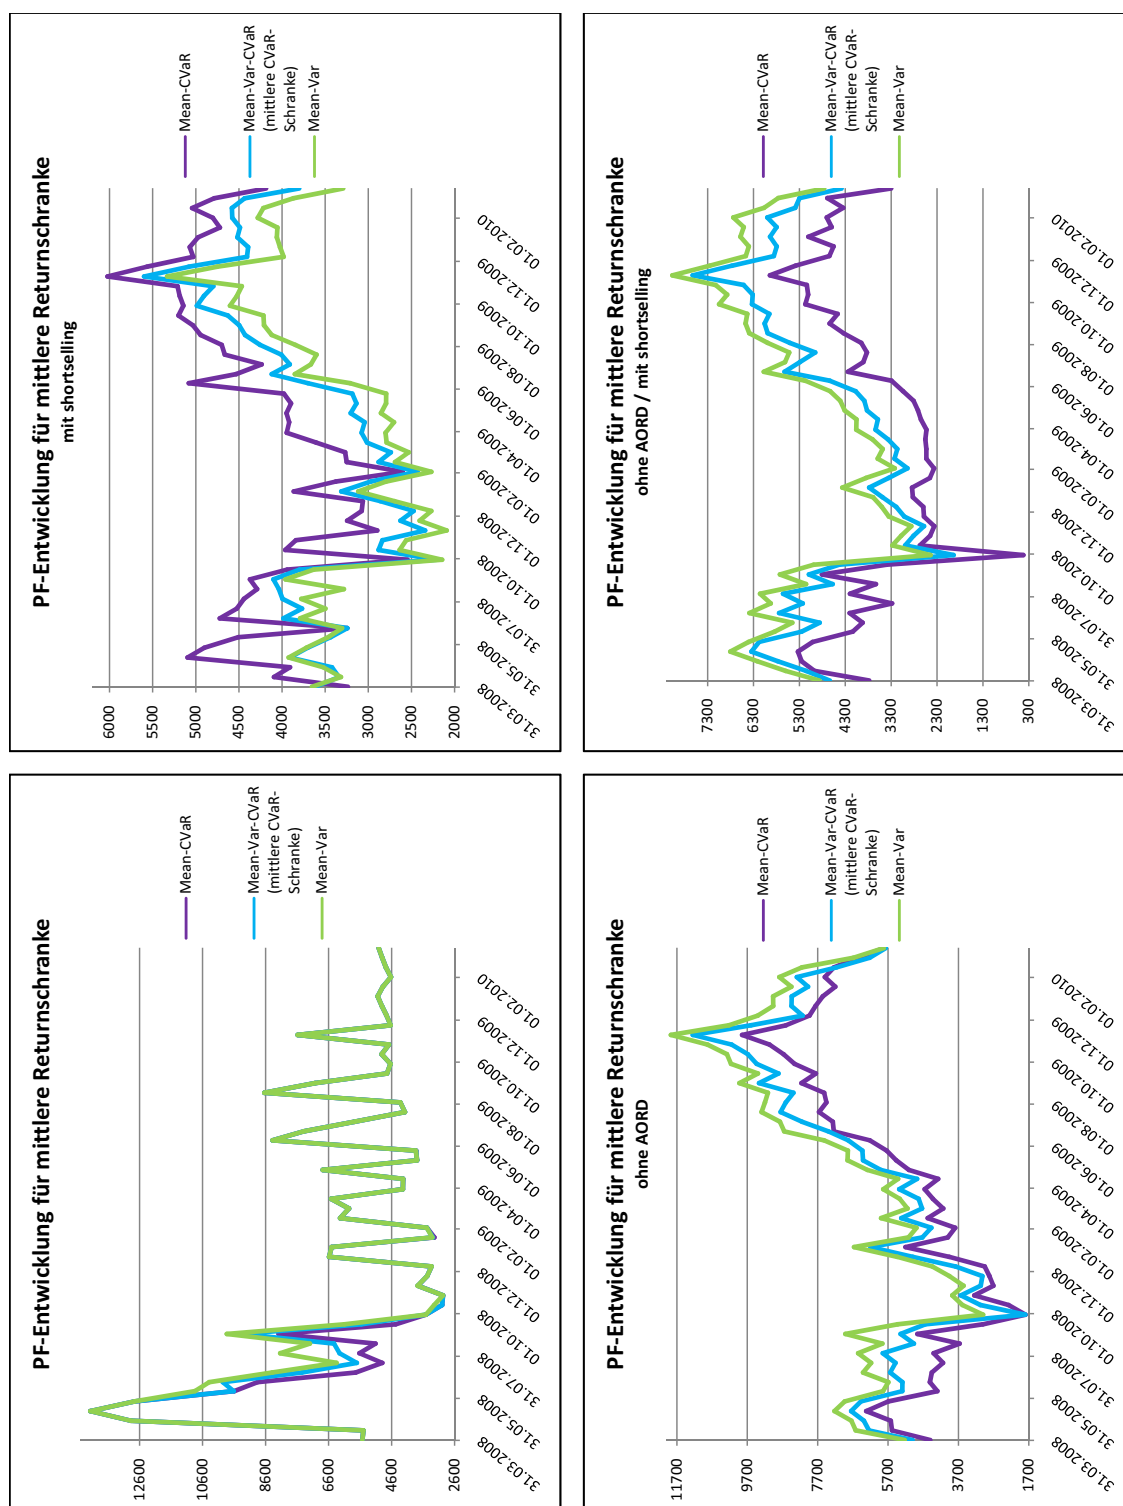 PF-Entwicklung für mittlere Returnschranke
12600
10600
8600
6600
4600
2600
31.03.2008
31.05.2008
31.07.2008
01.10.2008
01.12.2008
01.02.2009
01.04.2009
01.06.2009
01.08.2009
01.10.2009
01.12.2009
01.02.2010
Mean-CVaR
Mean-Var-CVaR
(mittlere CVaR-
Schranke)
Mean-Var
PF-Entwicklung für mittlere Returnschranke
mit shortselling
6000
5500
5000
4500
4000
3500
3000
2500
2000
31.03.2008
31.05.2008
31.07.2008
01.10.2008
01.12.2008
01.02.2009
01.04.2009
01.06.2009
01.08.2009
01.10.2009
01.12.2009
01.02.2010
Mean-CVaR
Mean-Var-CVaR
(mittlere CVaR-
Schranke)
Mean-Var
PF-Entwicklung für mittlere Returnschranke
ohne AORD
11700
9700
7700
5700
3700
1700
31.03.2008
31.05.2008
31.07.2008
01.10.2008
01.12.2008
01.02.2009
01.04.2009
01.06.2009
01.08.2009
01.10.2009
01.12.2009
01.02.2010
Mean-CVaR
Mean-Var-CVaR
(mittlere CVaR-
Schranke)
Mean-Var
PF-Entwicklung für mittlere Returnschranke
ohne AORD / mit shortselling
7300
6300
5300
4300
3300
2300
1300
300
31.03.2008
31.05.2008
31.07.2008
01.10.2008
01.12.2008
01.02.2009
01.04.2009
01.06.2009
01.08.2009
01.10.2009
01.12.2009
01.02.2010
Mean-CVaR
Mean-Var-CVaR
(mittlere CVaR-
Schranke)
Mean-Var